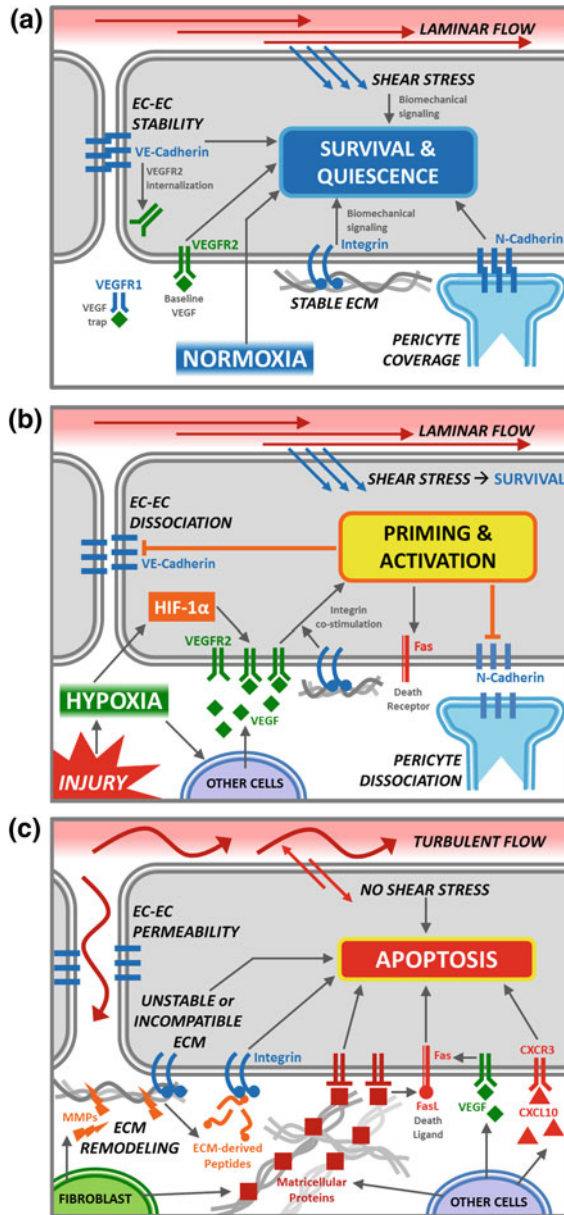 (a)
LAMINAR FLOW
SHEAR STRESS
Biomechanical
signaling
EC-EC
STABILITY
VE-Cadherin
VEGFR2
internalization
SURVIVAL &
QUIESCENCE
VEGFR2
Biomechanical
signaling
Integrin
N-Cadherin
VEGFR1
VEGF
trap
Baseline
VEGF
STABLE ECM
NORMOXIA
PERICYTE
COVERAGE
(b)
LAMINAR FLOW
SHEAR STRESS → SURVIVAL
EC-EC
DISSOCIATION
VE-Cadherin
PRIMING &
ACTIVATION
HIF-1α
VEGFR2
Integrin
co-stimulation
Fas
N-Cadherin
HYPOXIA
VEGF
Death
Receptor
INJURY
OTHER CELLS
PERICYTE
DISSOCIATION
(c)
TURBULENT FLOW
NO SHEAR STRESS
EC-EC
PERMEABILITY
APOPTOSIS
UNSTABLE or
INCOMPATIBLE
ECM
Integrin
Fas
CXCR3
MMPs
ECM
REMODELING
ECM-derived
Peptides
FasL
Death
Ligand
VEGF
CXCL10
Matricellular
Proteins
FIBROBLAST
OTHER CELLS